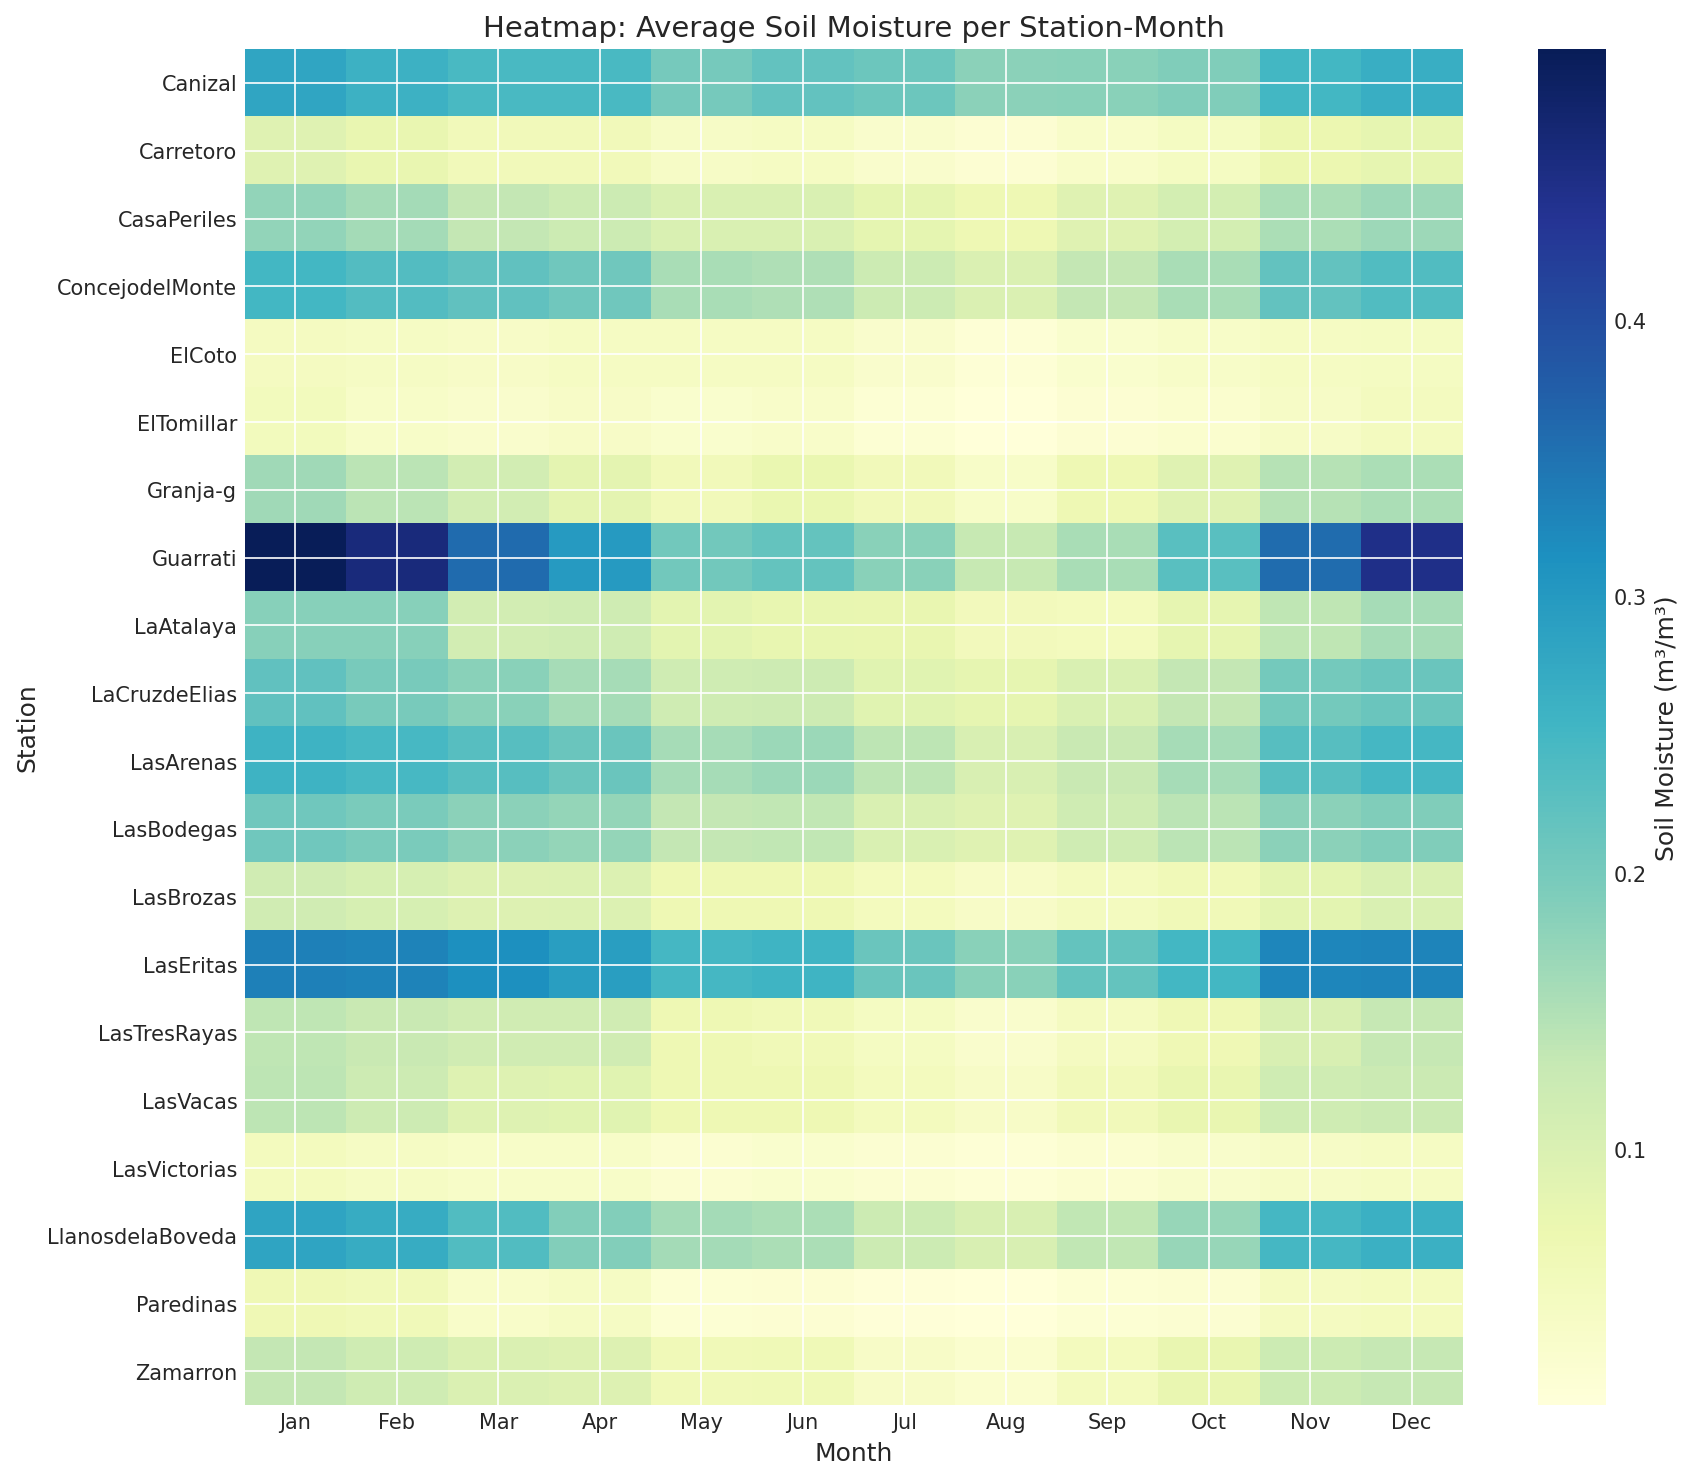 Heatmap: Average Soil Moisture per Station-Month
Station
Canizal
Carretoro
CasaPeriles
ConcejodelMonte
ElCoto
ElTomillar
Granja-g
Guarrati
LaAtalaya
LaCruzdeElias
LasArenas
LasBodegas
LasBrozas
LasEritas
LasTresRayas
LasVacas
LasVictorias
LlanosdelaBoveda
Paredinas
Zamarron
Jan Feb Mar Apr May Jun Jul Aug Sep Oct Nov Dec
Month
0.4
0.3
0.2
0.1
Soil Moisture (m³/m³)